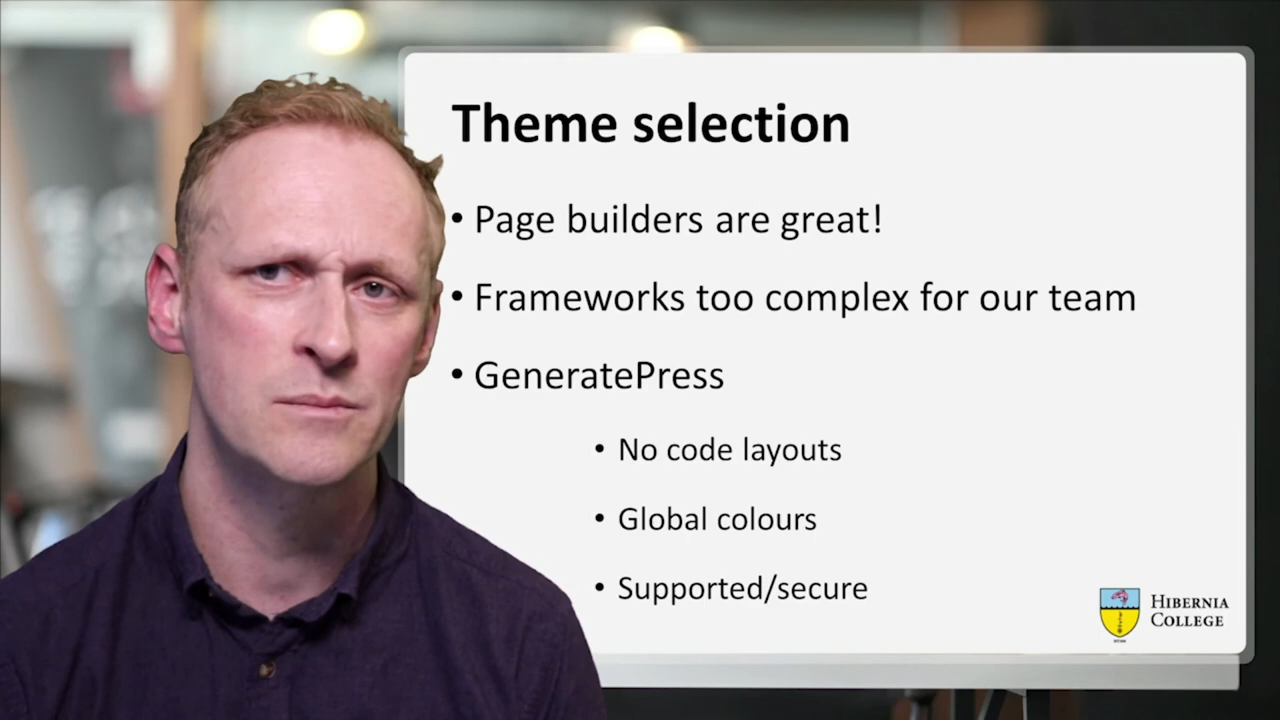 Theme selection
• Page builders are great!
• Frameworks too complex for our team
• GeneratePress
• No code layouts
• Global colours
• Supported/secure
HIBERNIA
COLLEGE